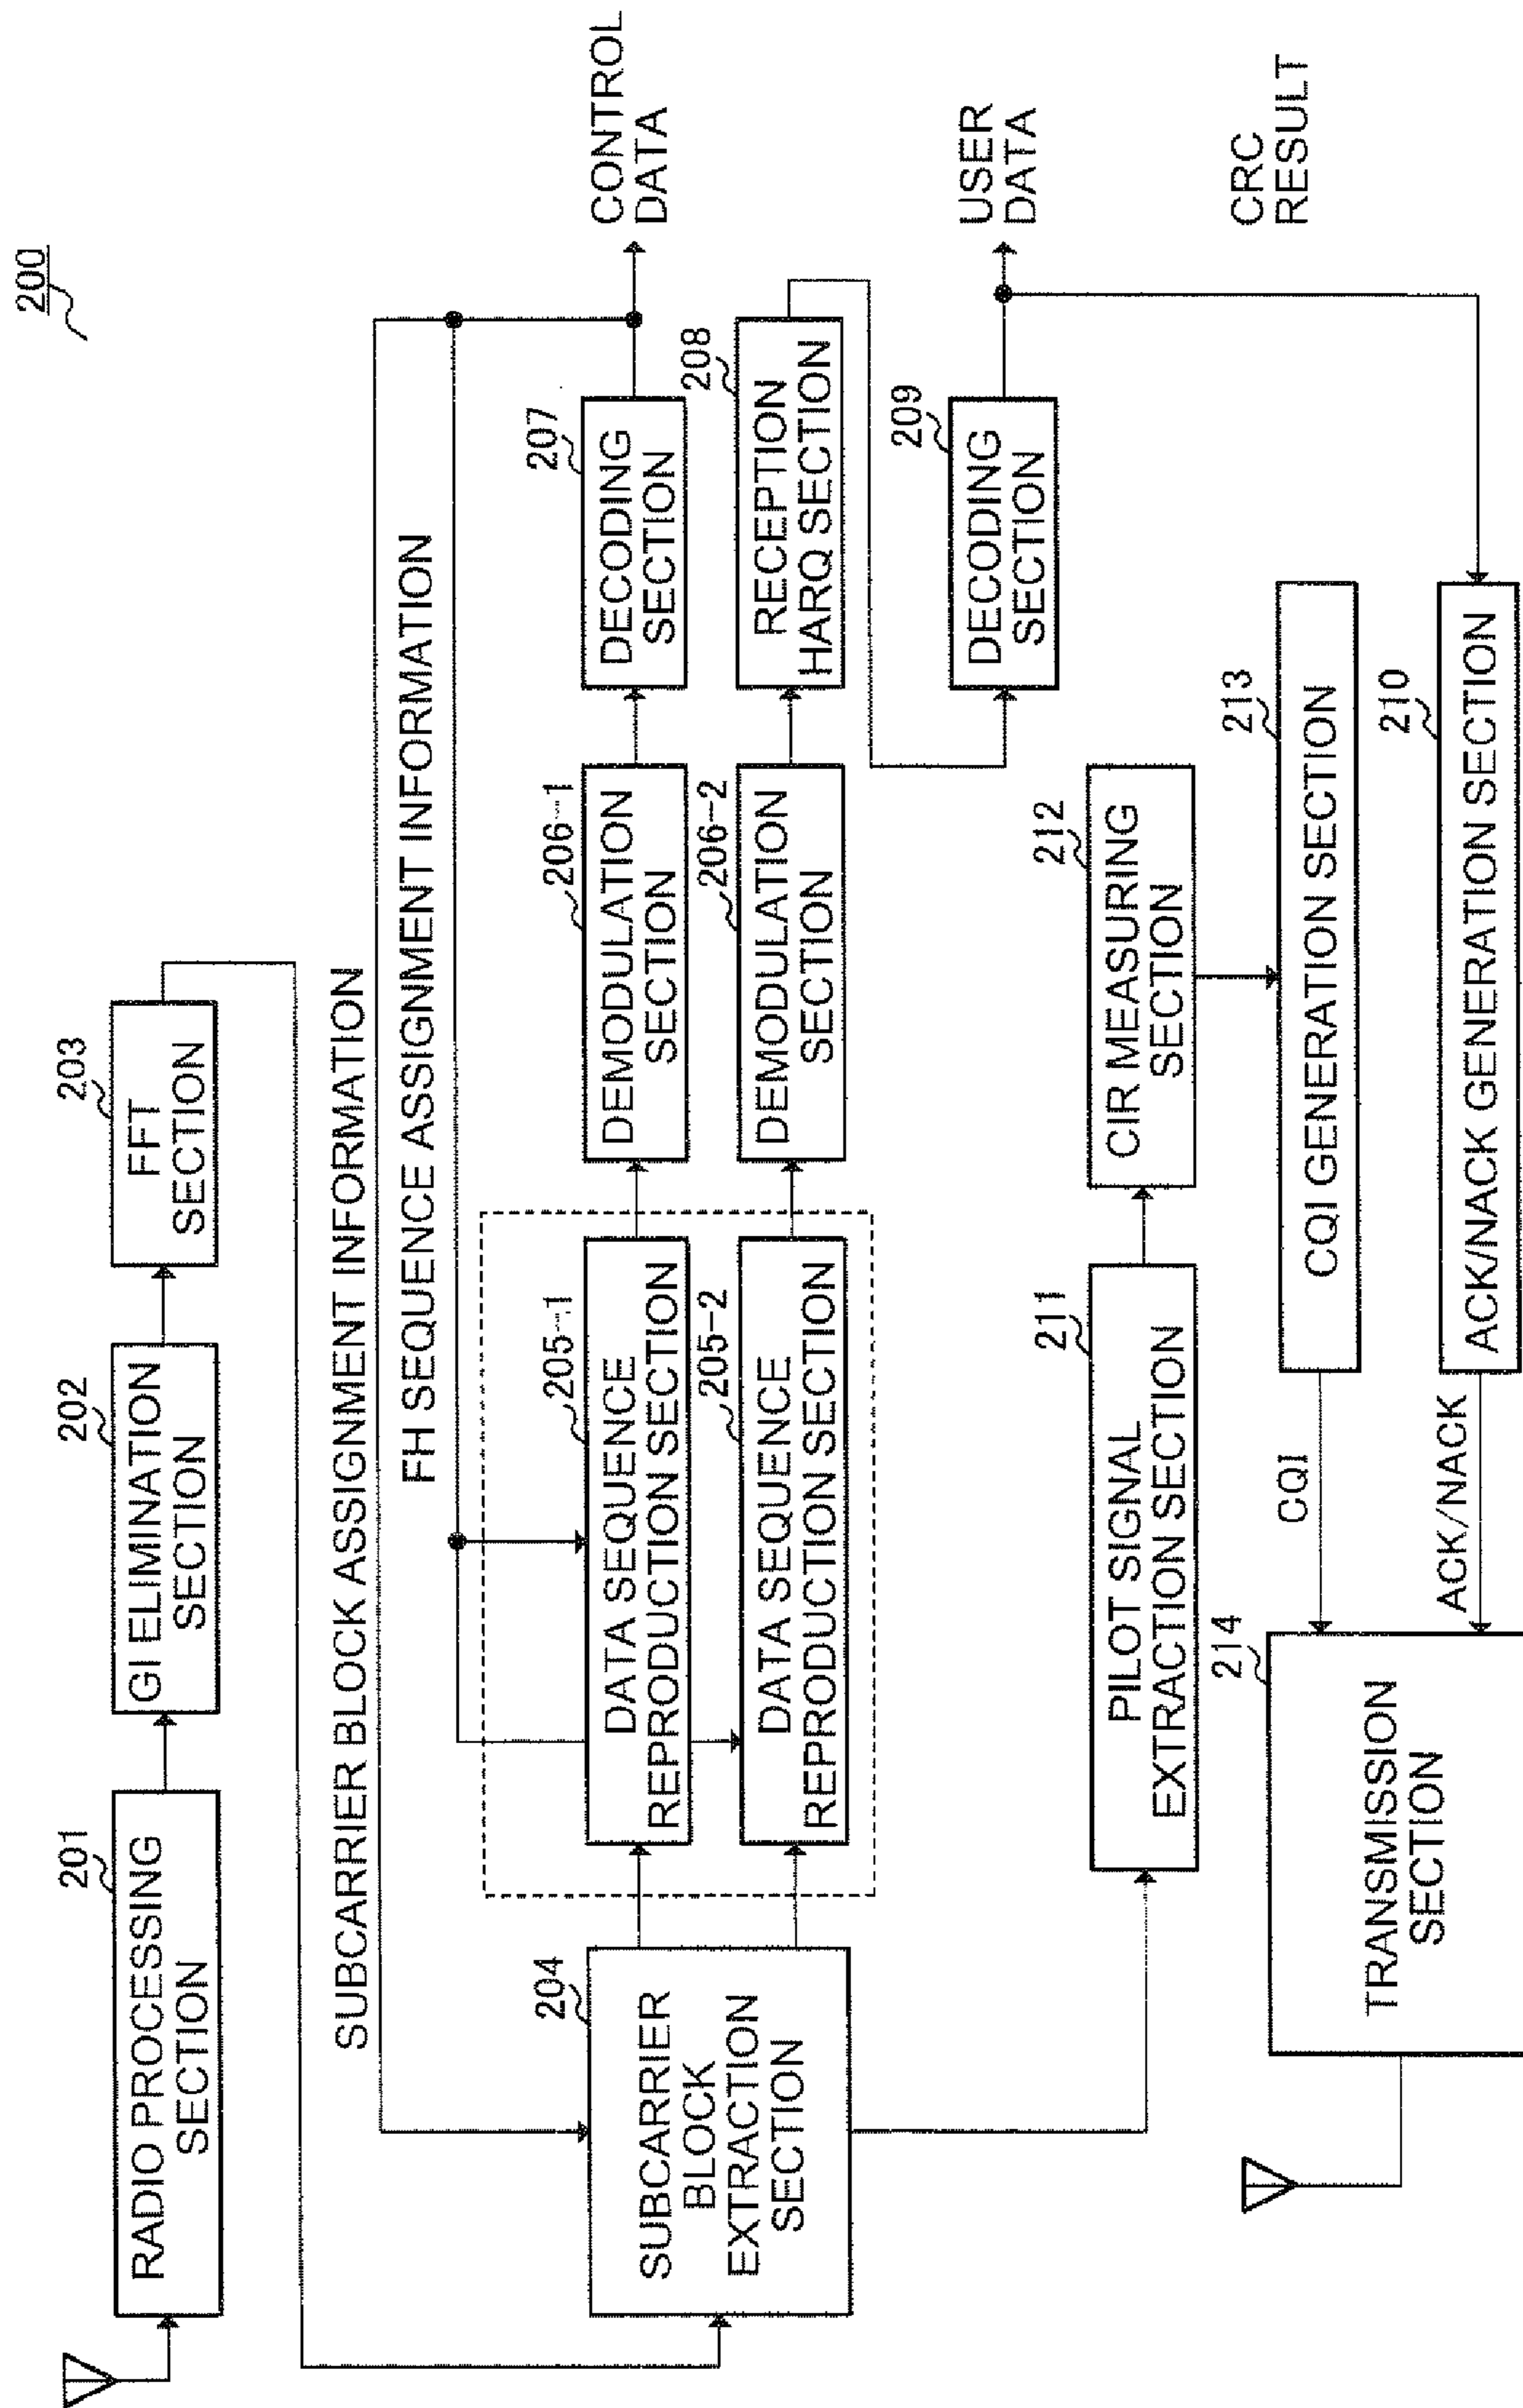 200
201
RADIO PROCESSING
SECTION
202
GI ELIMINATION
SECTION
203
FFT
SECTION
SUBCARRIER BLOCK ASSIGNMENT INFORMATION
FH SEQUENCE ASSIGNMENT INFORMATION
204
SUBCARRIER
BLOCK
EXTRACTION
SECTION
205-1
DATA SEQUENCE
REPRODUCTION SECTION
206-1
DEMODULATION
SECTION
207
DECODING
SECTION
CONTROL
DATA
205-2
DATA SEQUENCE
REPRODUCTION SECTION
206-2
DEMODULATION
SECTION
208
RECEPTION
HARQ SECTION
209
DECODING
SECTION
USER
DATA
211
PILOT SIGNAL
EXTRACTION SECTION
212
CIR MEASURING
SECTION
CRC
RESULT
213
CQI GENERATION SECTION
CQI
214
TRANSMISSION
SECTION
210
ACK/NACK GENERATION SECTION
ACK/NACK